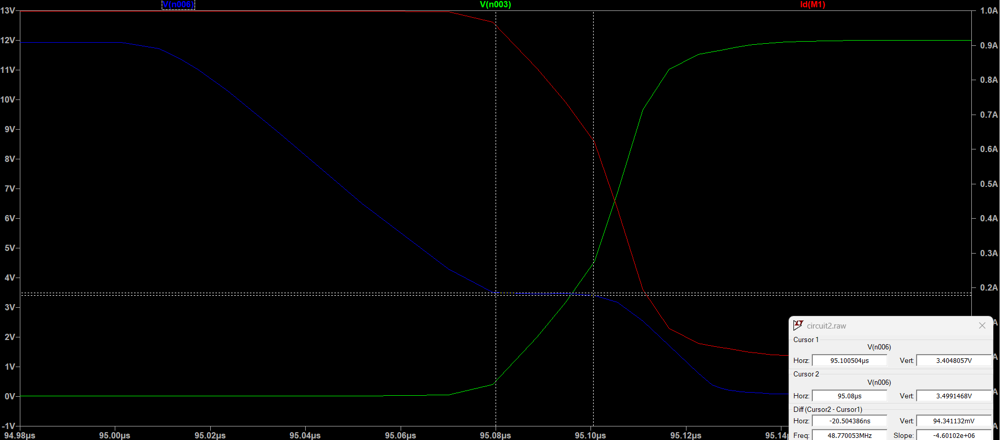 V(n006) V(n003) Id(M1)
13V 1.0A
12V 0.9A
11V 0.8A
10V 0.7A
9V 0.6A
8V 0.5A
7V 0.4A
6V 0.3A
5V 0.2A
4V
3V
2V
1V
0V
-1V
94.98µs 95.00µs 95.02µs 95.04µs 95.06µs 95.08µs 95.10µs 95.12µs 95.14µ
circuit2.raw
Cursor 1
V(n006)
Horz: 95.100504µs Vert: 3.4048057V
Cursor 2
V(n006)
Horz: 95.08µs Vert: 3.4991468V
Diff (Cursor2 - Cursor1)
Horz: -20.504386ns Vert: 94.341132mV
Freq: 48.770053MHz Slope: -4.60102e+06